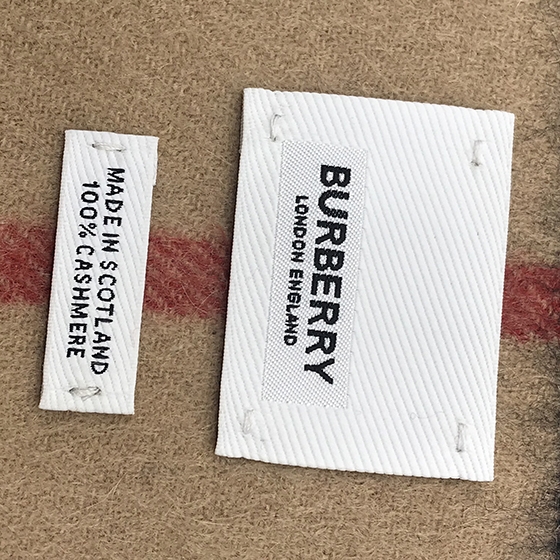 MADE IN SCOTLAND
100% CASHMERE
BURBERRY
LONDON ENGLAND